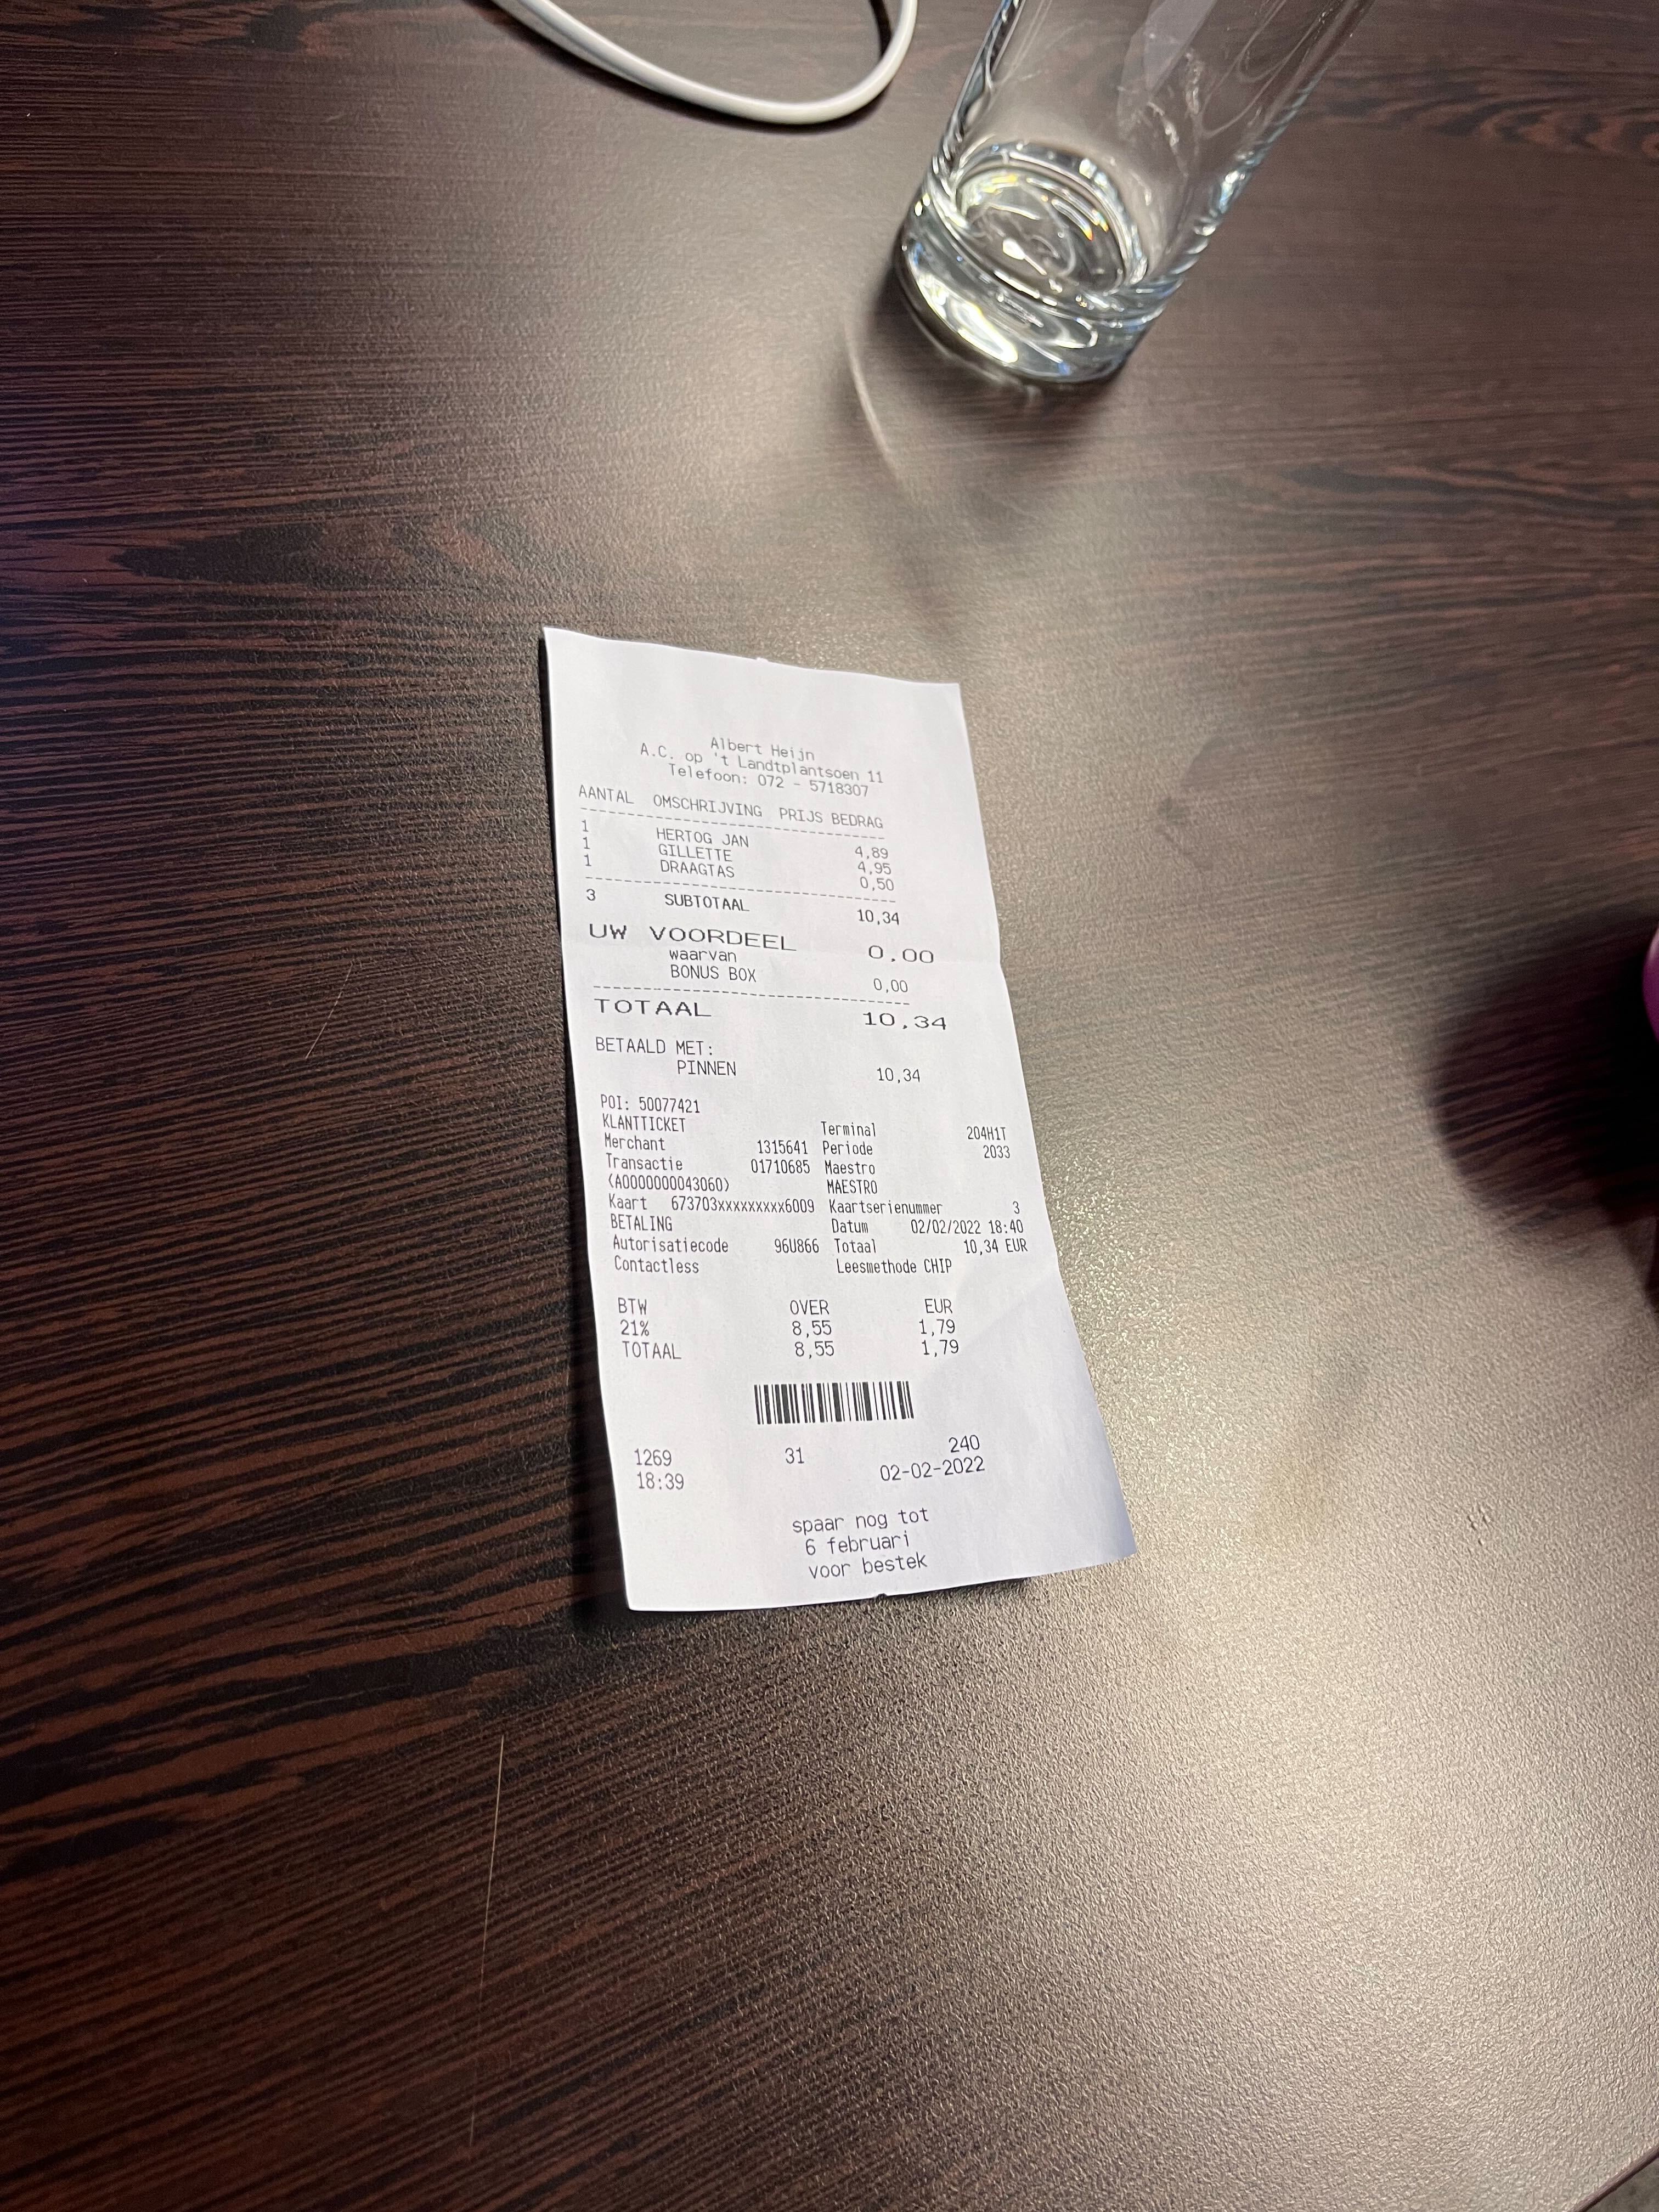 Albert Heijn
A.C. op 't Landtplantsoen 11
Telefoon: 072 - 5718307
AANTAL OMSCHRIJVING PRIJS BEDRAG
1 HERTOG JAN 4,89
1 GILLETTE 4,95
1 DRAAGTAS 0,50
3 SUBTOTAAL 10,34
UW VOORDEEL 0,00
waarvan
BONUS BOX 0,00
TOTAAL 10,34
BETAALD MET:
PINNEN 10,34
POI: 50077421
KLANTTICKET Terminal 204H1T
Merchant 1315641 Periode 2033
Transactie 01710685 Maestro
(A0000000043060) MAESTRO
Kaart 673703xxxxxxxxx6009 Kaartserienummer 3
BETALING Datum 02/02/2022 18:40
Autorisatiecode 96U866 Totaal 10,34 EUR
Contactless Leesmethode CHIP
BTW OVER EUR
21% 8,55 1,79
TOTAAL 8,55 1,79
1269 31 240
18:39 02-02-2022
spaar nog tot
6 februari
voor bestek